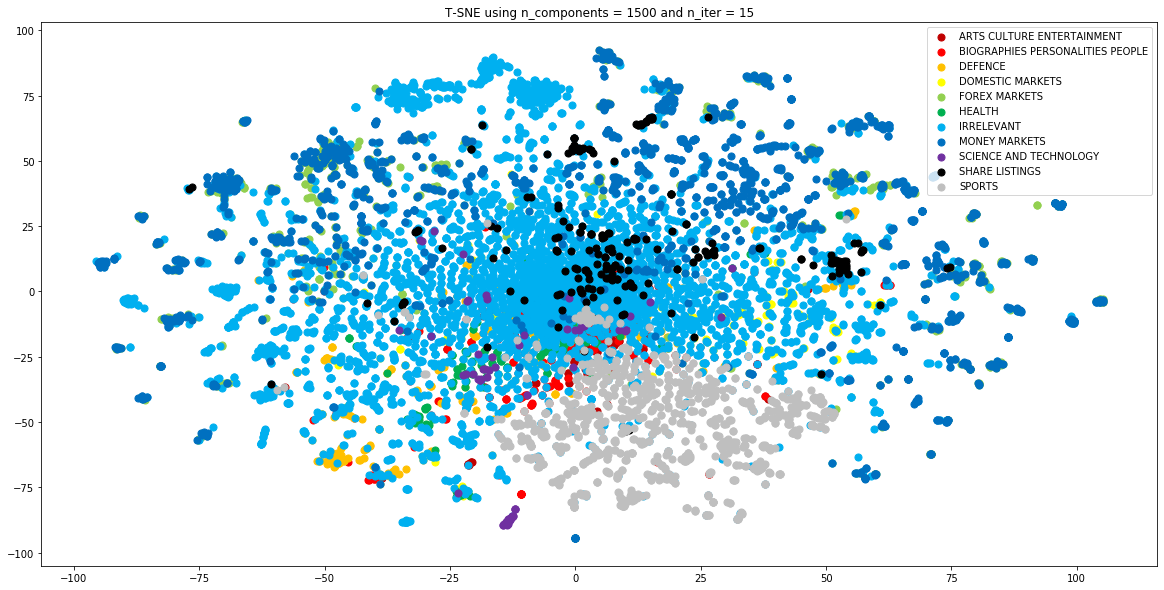 T-SNE using n_components = 1500 and n_iter = 15
ARTS CULTURE ENTERTAINMENT
BIOGRAPHIES PERSONALITIES PEOPLE
DEFENCE
DOMESTIC MARKETS
FOREX MARKETS
HEALTH
IRRELEVANT
MONEY MARKETS
SCIENCE AND TECHNOLOGY
SHARE LISTINGS
SPORTS
100
75
50
25
0
−25
−50
−75
−100
−100 −75 −50 −25 0 25 50 75 100